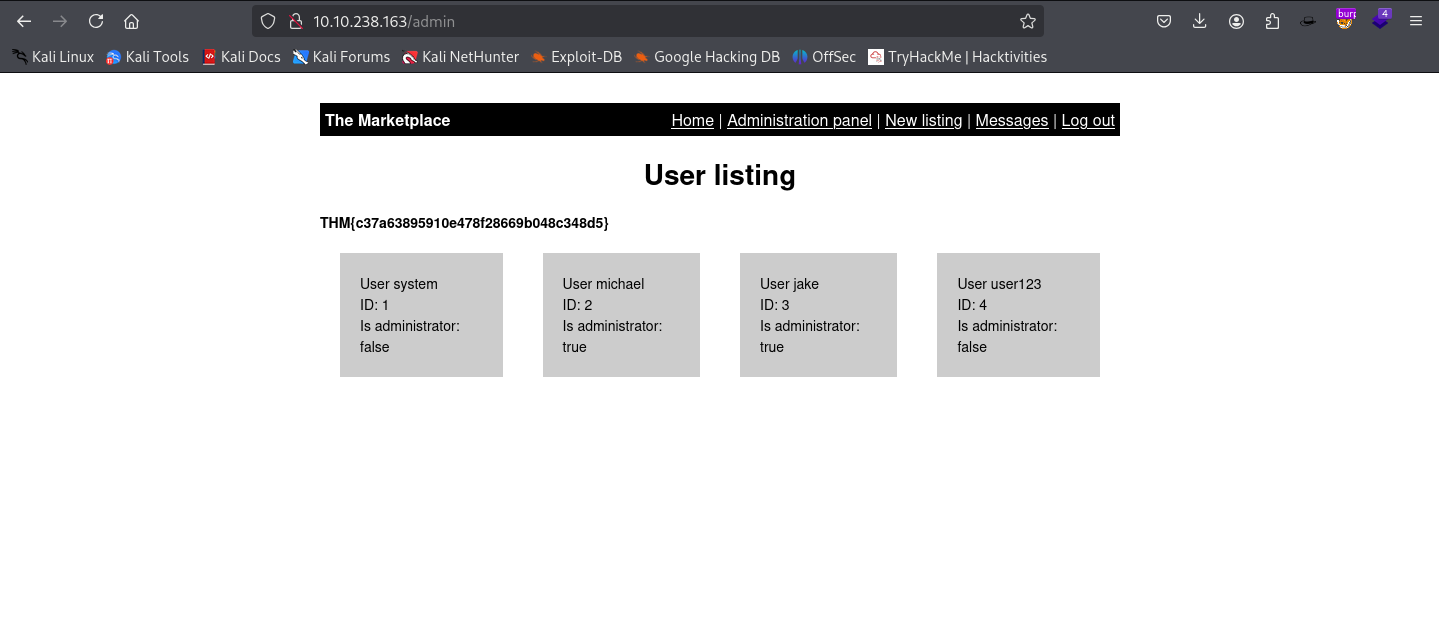 10.10.238.163/admin
burp
4
Kali Linux Kali Tools Kali Docs Kali Forums Kali NetHunter Exploit-DB Google Hacking DB OffSec TryHackMe | Hacktivities
The Marketplace Home | Administration panel | New listing | Messages | Log out
User listing
THM{c37a63895910e478f28669b048c348d5}
User system
ID: 1
Is administrator:
false
User michael
ID: 2
Is administrator:
true
User jake
ID: 3
Is administrator:
true
User user123
ID: 4
Is administrator:
false